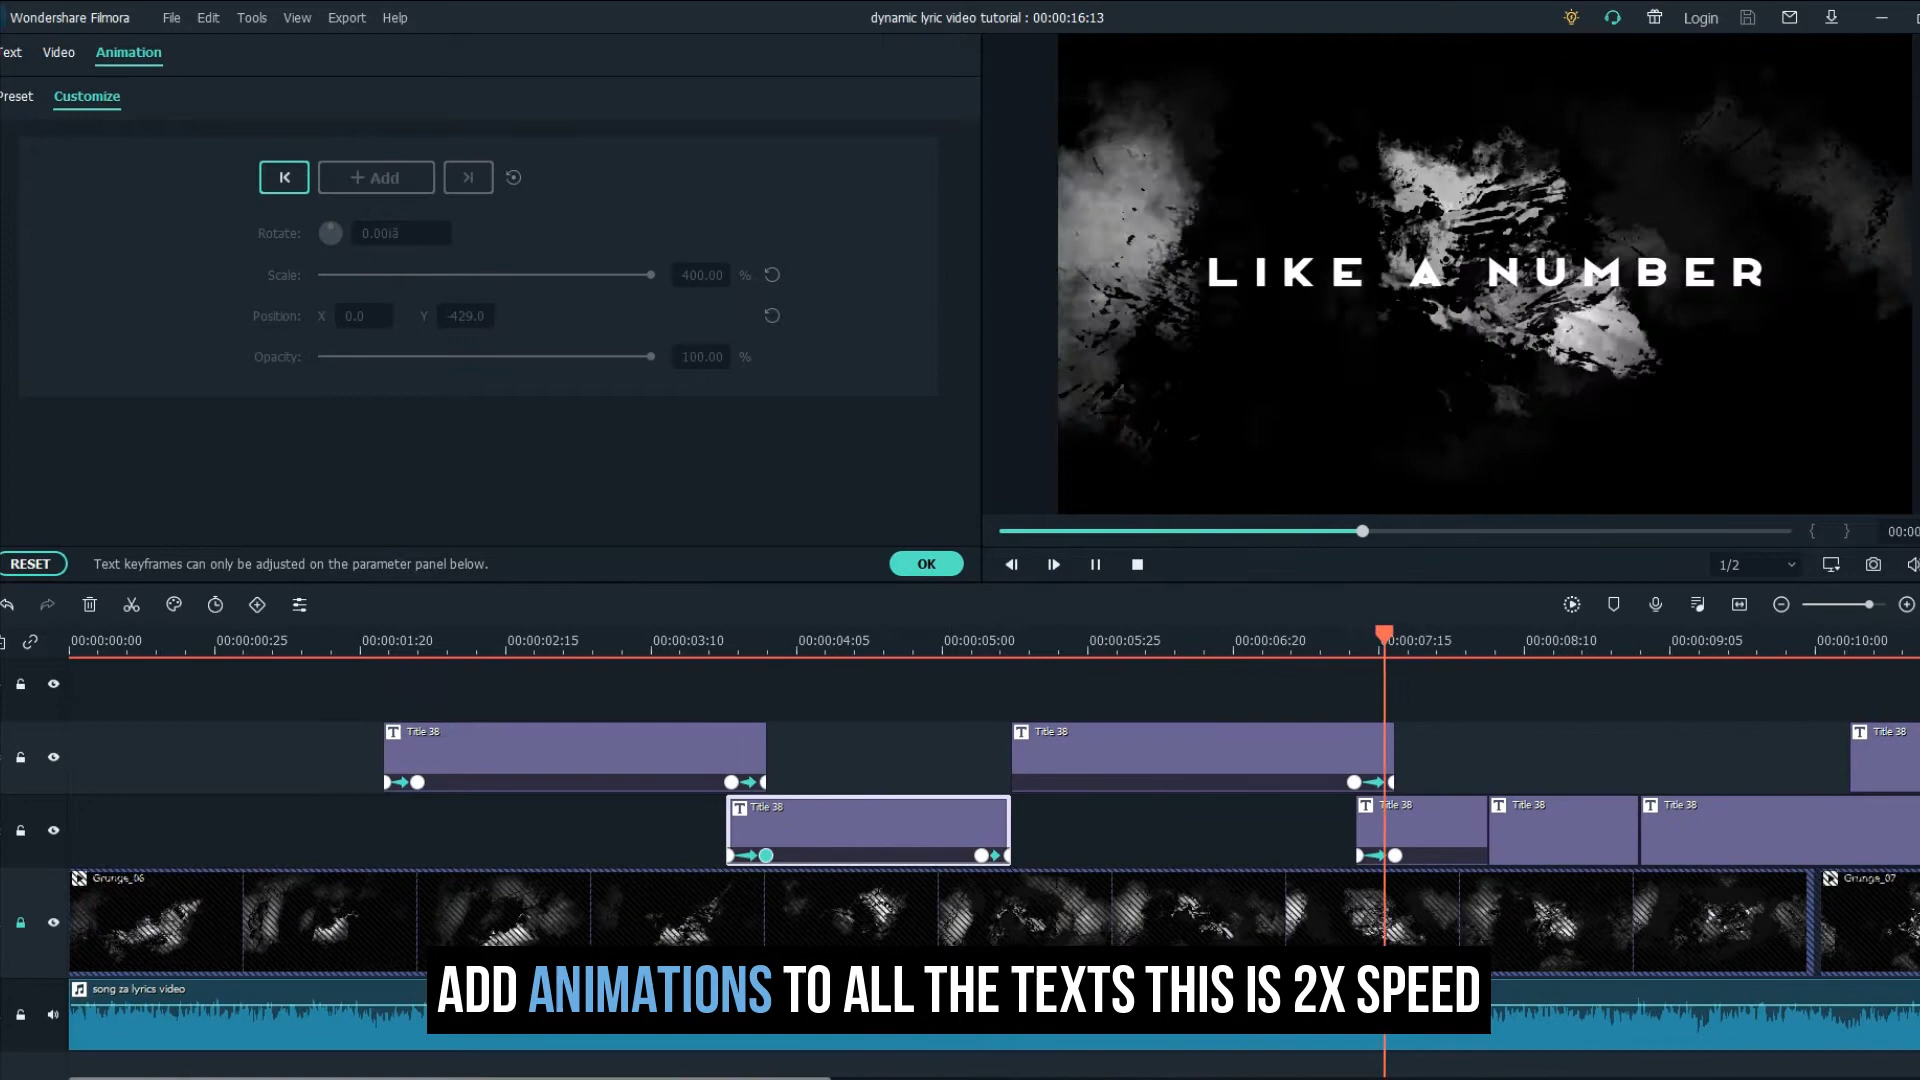 Wondershare Filmora File Edit Tools View Export Help dynamic lyric video tutorial : 00:00:16:13 Login
Text Video Animation
Preset Customize
+ Add
Rotate: 0.00iã
Scale: 400.00 %
Position: X 0.0 Y -429.0
Opacity: 100.00 %
LIKE A NUMBER
RESET Text keyframes can only be adjusted on the parameter panel below. OK
{ } 00:00
1/2
00:00:00:00 00:00:00:25 00:00:01:20 00:00:02:15 00:00:03:10 00:00:04:05 00:00:05:00 00:00:05:25 00:00:06:20 00:00:07:15 00:00:08:10 00:00:09:05 00:00:10:00
Title 38 Title 38 Title 38
Title 38 Title 38 Title 38 Title 38
Grunge_06 Grunge_07
song za lyrics video
ADD ANIMATIONS TO ALL THE TEXTS THIS IS 2X SPEED